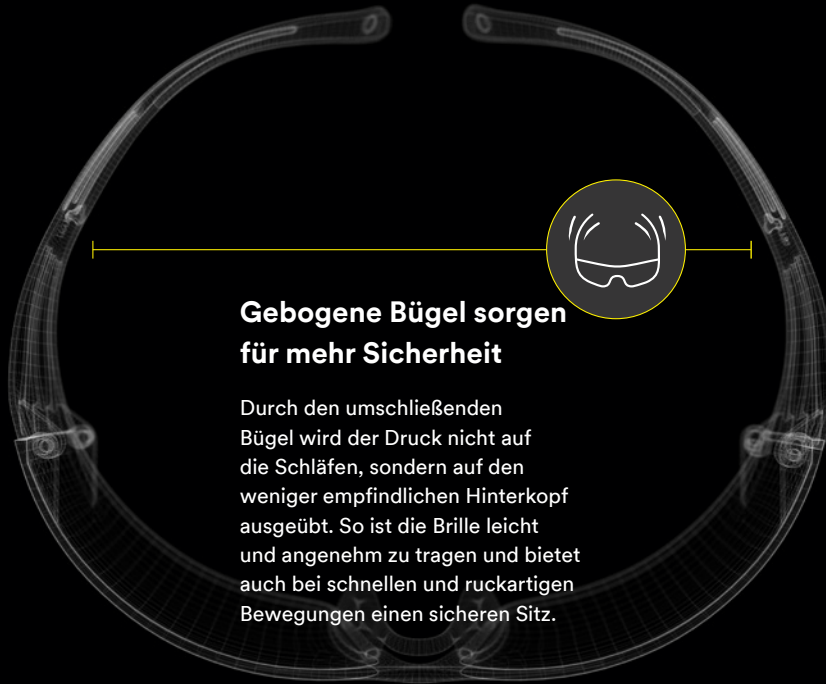 Gebogene Bügel sorgen
für mehr Sicherheit
Durch den umschließenden
Bügel wird der Druck nicht auf
die Schläfen, sondern auf den
weniger empfindlichen Hinterkopf
ausgeübt. So ist die Brille leicht
und angenehm zu tragen und bietet
auch bei schnellen und ruckartigen
Bewegungen einen sicheren Sitz.